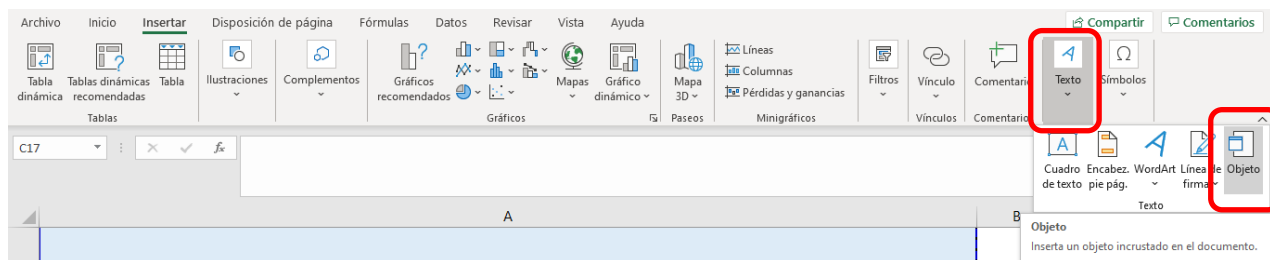 Archivo Inicio Insertar Disposición de página Fórmulas Datos Revisar Vista Ayuda Compartir Comentarios
Tabla dinámica
Tablas dinámicas recomendadas
Tabla
Tablas
Ilustraciones
Complementos
Gráficos recomendados
Mapas
Gráfico dinámico
Gráficos
Mapa 3D
Paseos
Líneas
Columnas
Pérdidas y ganancias
Minigráficos
Filtros
Vínculo
Vínculos
Comentario
Comentario
Texto
Símbolos
C17
fx
Cuadro de texto
Encabez. pie pág.
WordArt
Línea de firma
Objeto
Texto
A B
Objeto
Inserta un objeto incrustado en el documento.